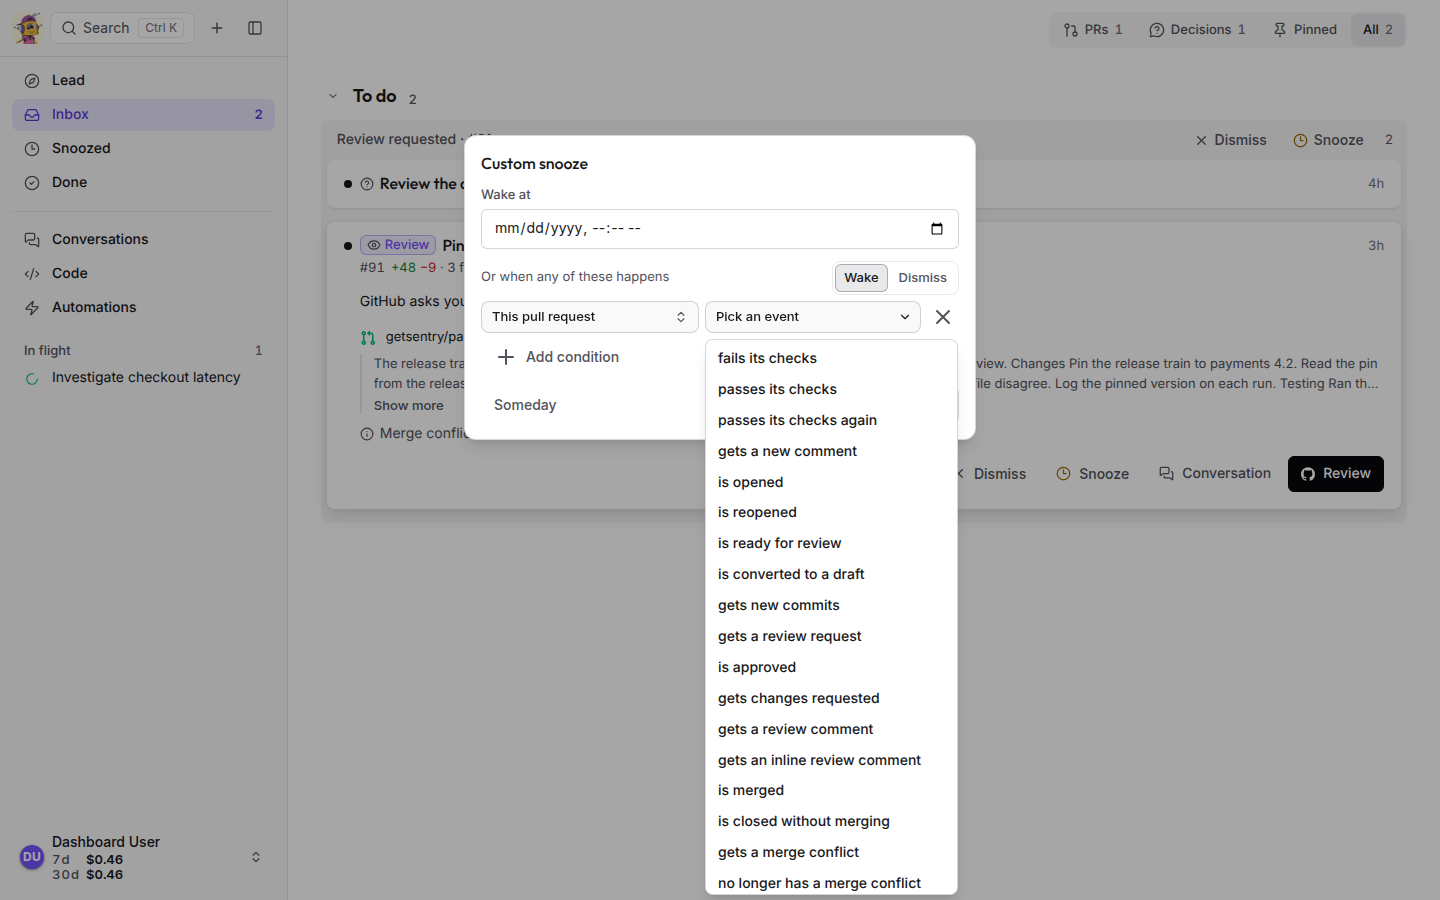 Search Ctrl K
PRs 1
Decisions 1
Pinned
All 2
Lead
Inbox 2
Snoozed
Done
Conversations
Code
Automations
In flight 1
Investigate checkout latency
Dashboard User
DU
7d $0.46
30d $0.46
To do 2
Review requested ·
Dismiss
Snooze
2
Review the
4h
Review
Pin
3h
#91 +48 −9 · 3 f
GitHub asks you
getsentry/pa
The release tra
view. Changes Pin the release train to payments 4.2. Read the pin
from the releas
ile disagree. Log the pinned version on each run. Testing Ran th...
Show more
Merge conflic
Dismiss
Snooze
Conversation
Review
Custom snooze
Wake at
mm/dd/yyyy, --:-- --
Or when any of these happens
Wake
Dismiss
This pull request
Pick an event
Add condition
Someday
fails its checks
passes its checks
passes its checks again
gets a new comment
is opened
is reopened
is ready for review
is converted to a draft
gets new commits
gets a review request
is approved
gets changes requested
gets a review comment
gets an inline review comment
is merged
is closed without merging
gets a merge conflict
no longer has a merge conflict